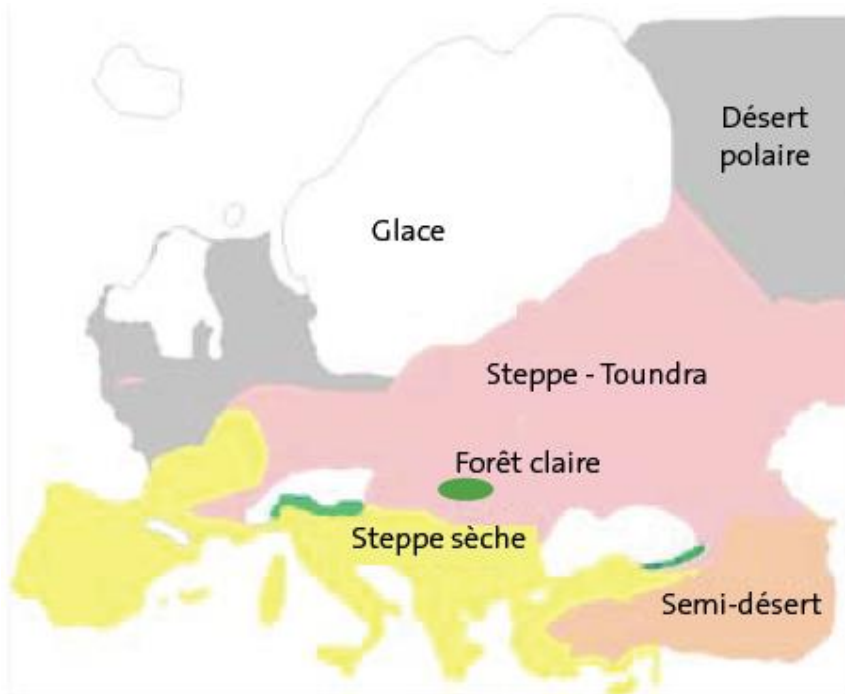 Désert
polaire
Glace
Steppe - Toundra
Forêt claire
Steppe sèche
Semi-désert